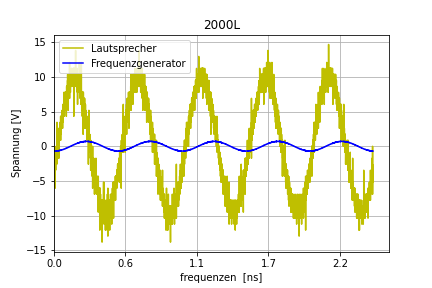 2000L
Lautsprecher
Frequenzgenerator
Spannung [V]
15
10
5
0
−5
−10
−15
0.0 0.6 1.1 1.7 2.2
frequenzen [ns]